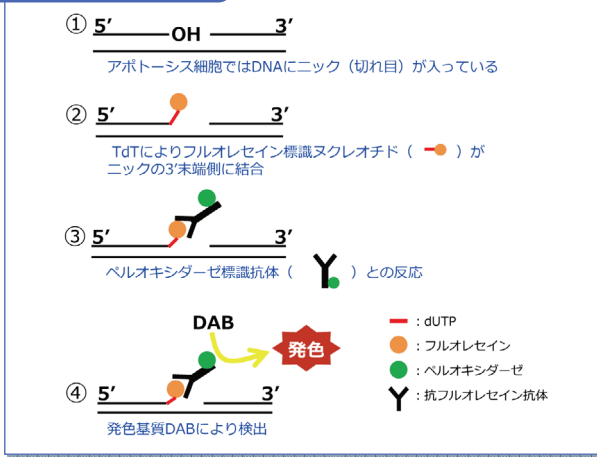 ① 5′ OH 3′
アポトーシス細胞ではDNAにニック（切れ目）が入っている
② 5′ 3′
TdTによりフルオレセイン標識ヌクレオチド（ ）が
ニックの3′末端側に結合
③ 5′ 3′
ペルオキシダーゼ標識抗体（ ）との反応
DAB
発色
④ 5′ 3′
発色基質DABにより検出
：dUTP
：フルオレセイン
：ペルオキシダーゼ
：抗フルオレセイン抗体